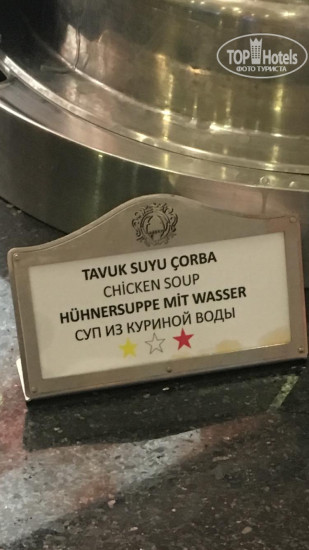 TOP Hotels
ФОТО ТУРИСТА
TAVUK SUYU ÇORBA
CHİCKEN SOUP
HÜHNERSUPPE MİT WASSER
СУП ИЗ КУРИНОЙ ВОДЫ